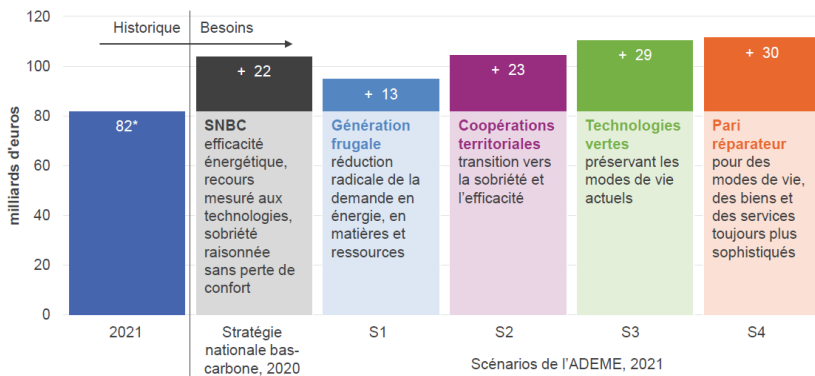 milliards d'euros
120
100
80
60
40
20
0
Historique
Besoins
82*
+ 22
SNBC
efficacité
énergétique,
recours
mesuré aux
technologies,
sobriété
raisonnée
sans perte de
confort
+ 13
Génération
frugale
réduction
radicale de la
demande en
énergie, en
matières et
ressources
+ 23
Coopérations
territoriales
transition vers
la sobriété et
l'efficacité
+ 29
Technologies
vertes
préservant les
modes de vie
actuels
+ 30
Pari
réparateur
pour des
modes de vie,
des biens et
des services
toujours plus
sophistiqués
2021
Stratégie
nationale bas-
carbone, 2020
S1
S2
S3
S4
Scénarios de l'ADEME, 2021